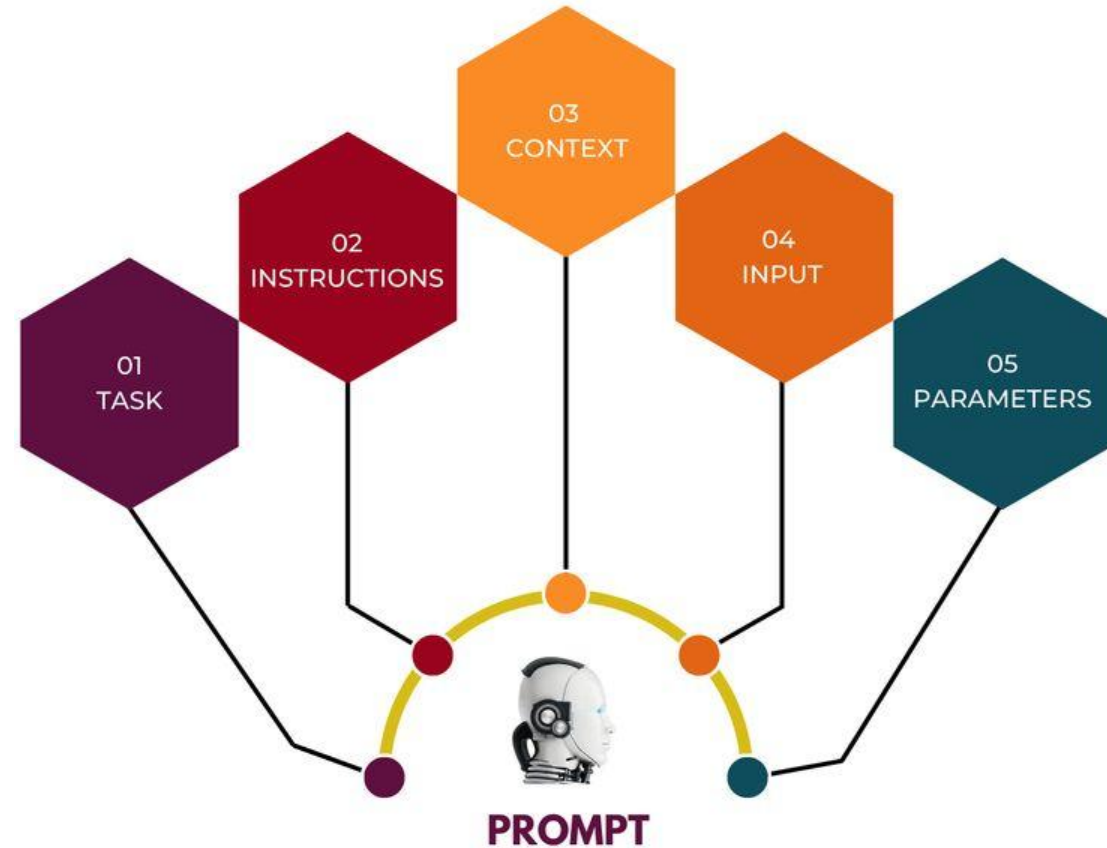 01
TASK
02
INSTRUCTIONS
03
CONTEXT
04
INPUT
05
PARAMETERS
PROMPT